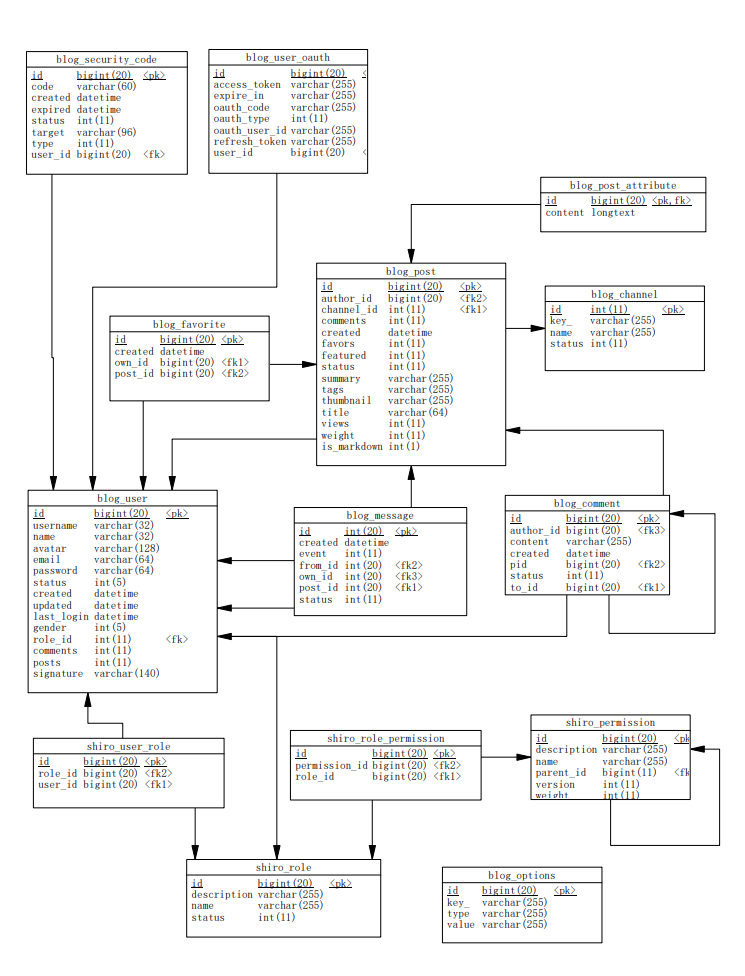 blog_security_code
id bigint(20) <pk>
code varchar(60)
created datetime
expired datetime
status int(11)
target varchar(96)
type int(11)
user_id bigint(20) <fk>
blog_user_oauth
id bigint(20) <
access_token varchar(255)
expire_in varchar(255)
oauth_code varchar(255)
oauth_type int(11)
oauth_user_id varchar(255)
refresh_token varchar(255)
user_id bigint(20) <
blog_post_attribute
id bigint(20) <pk,fk>
content longtext
blog_post
id bigint(20) <pk>
author_id bigint(20) <fk2>
channel_id int(11) <fk1>
comments int(11)
created datetime
favors int(11)
featured int(11)
status int(11)
summary varchar(255)
tags varchar(255)
thumbnail varchar(255)
title varchar(64)
views int(11)
weight int(11)
is_markdown int(1)
blog_channel
id int(11) <pk>
key_ varchar(255)
name varchar(255)
status int(11)
blog_favorite
id bigint(20) <pk>
created datetime
own_id bigint(20) <fk1>
post_id bigint(20) <fk2>
blog_user
id bigint(20) <pk>
username varchar(32)
name varchar(32)
avatar varchar(128)
email varchar(64)
password varchar(64)
status int(5)
created datetime
updated datetime
last_login datetime
gender int(5)
role_id int(11) <fk>
comments int(11)
posts int(11)
signature varchar(140)
blog_message
id int(20) <pk>
created datetime
event int(11)
from_id int(20) <fk2>
own_id int(20) <fk3>
post_id int(20) <fk1>
status int(11)
blog_comment
id bigint(20) <pk>
author_id bigint(20) <fk3>
content varchar(255)
created datetime
pid bigint(20) <fk2>
status int(11)
to_id bigint(20) <fk1>
shiro_user_role
id bigint(20) <pk>
role_id bigint(20) <fk2>
user_id bigint(20) <fk1>
shiro_role_permission
id bigint(20) <pk>
permission_id bigint(20) <fk2>
role_id bigint(20) <fk1>
shiro_permission
id bigint(20) <pk
description varchar(255)
name varchar(255)
parent_id bigint(11) <fk
version int(11)
weight int(11)
shiro_role
id bigint(20) <pk>
description varchar(255)
name varchar(255)
status int(11)
blog_options
id bigint(20) <pk>
key_ varchar(255)
type varchar(255)
value varchar(255)